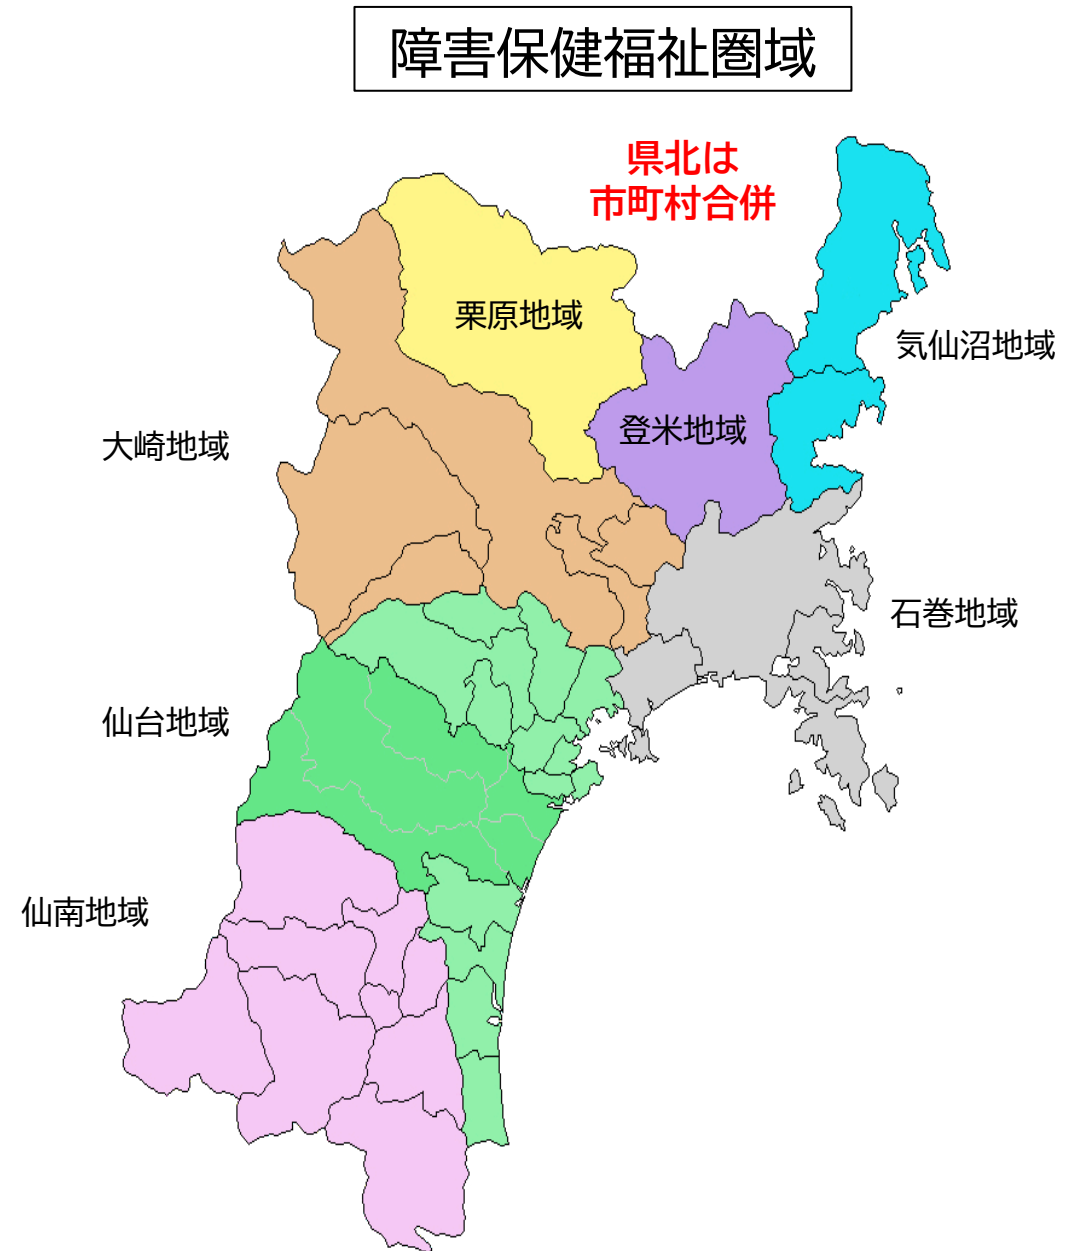 障害保健福祉圏域
県北は
市町村合併
栗原地域
気仙沼地域
登米地域
大崎地域
石巻地域
仙台地域
仙南地域